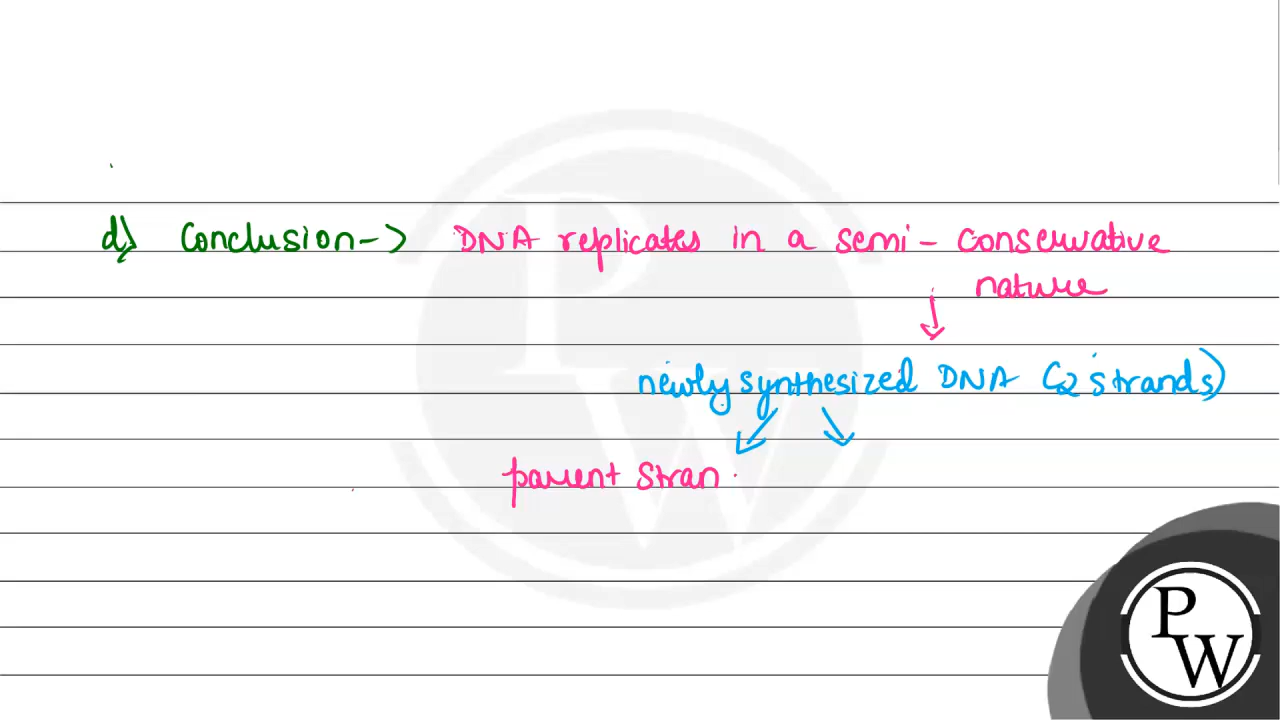 d) Conclusion -> DNA replicates in a semi - conservative
nature
newly synthesized DNA (2 strands)
parent stran
P
W
P
W